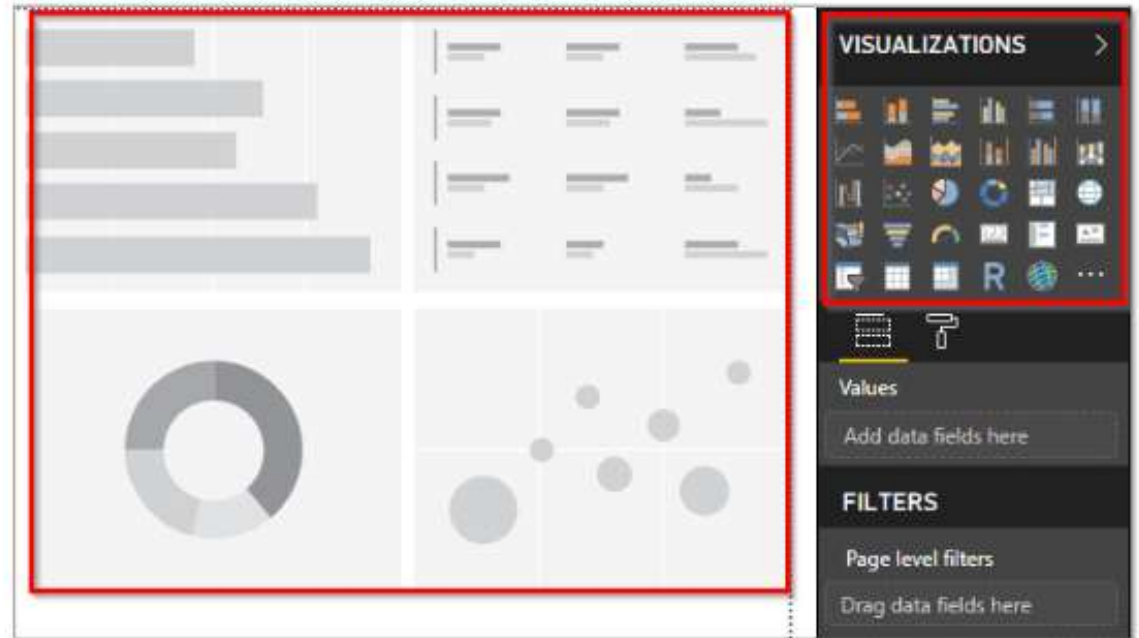 VISUALIZATIONS >
R
...
Values
Add data fields here
FILTERS
Page level filters
Drag data fields here